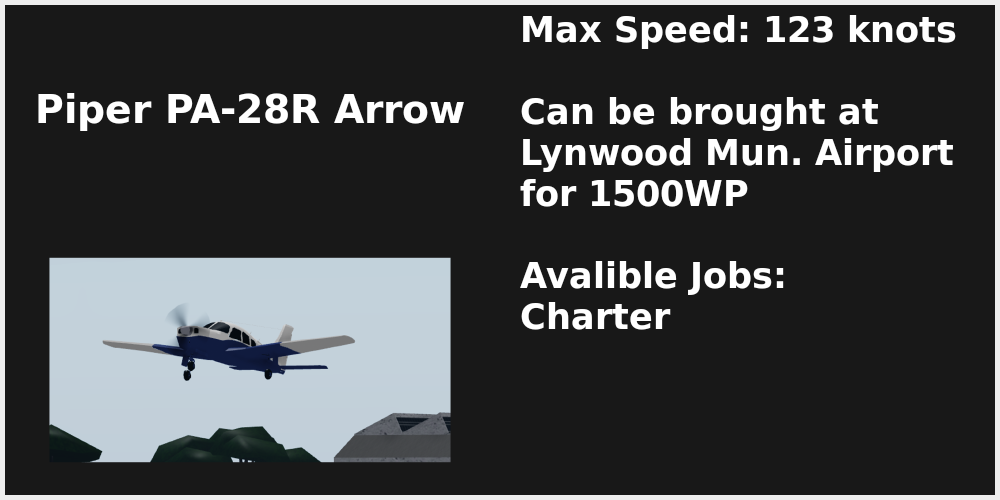 Piper PA-28R Arrow
Max Speed: 123 knots
Can be brought at
Lynwood Mun. Airport
for 1500WP
Avalible Jobs:
Charter